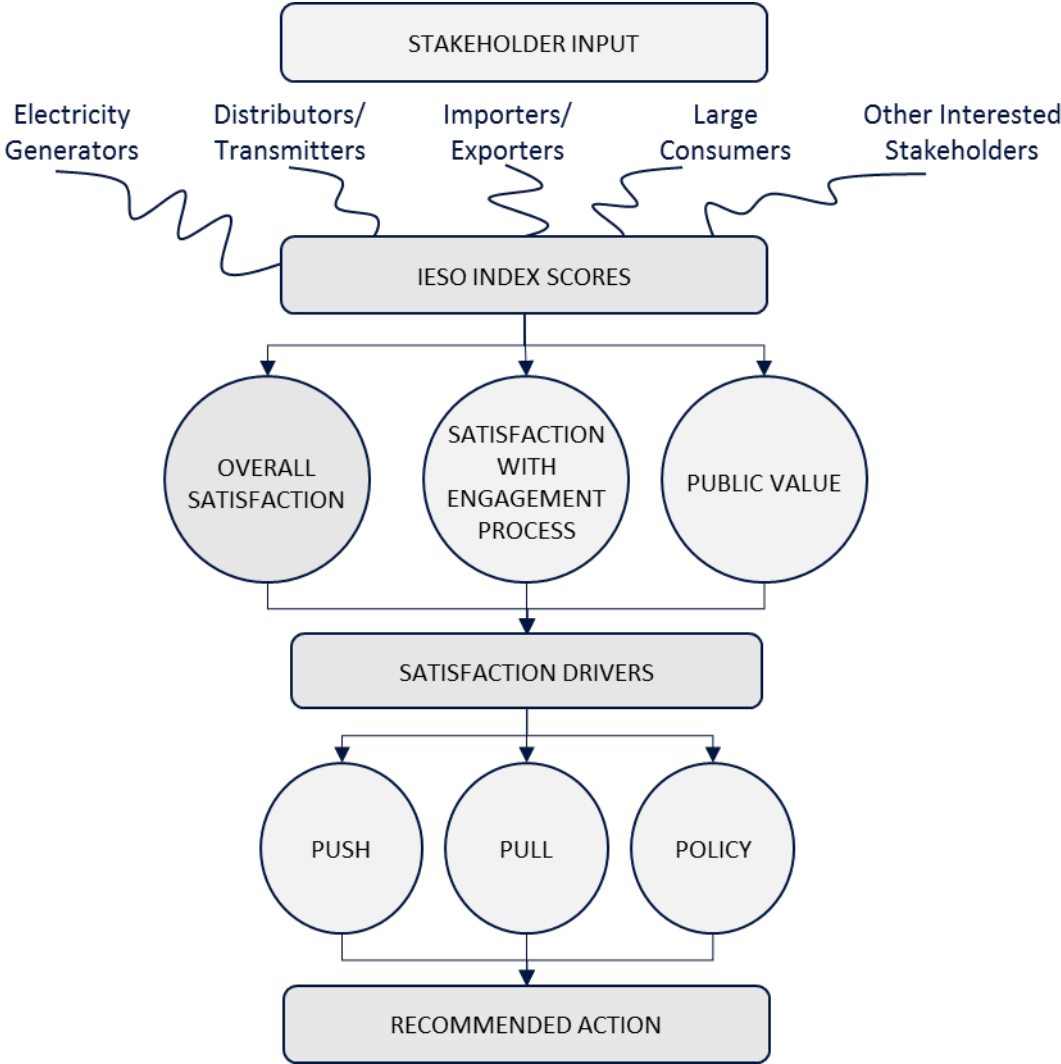 STAKEHOLDER INPUT
Electricity
Generators
Distributors/
Transmitters
Importers/
Exporters
Large
Consumers
Other Interested
Stakeholders
IESO INDEX SCORES
OVERALL
SATISFACTION
SATISFACTION
WITH
ENGAGEMENT
PROCESS
PUBLIC VALUE
SATISFACTION DRIVERS
PUSH
PULL
POLICY
RECOMMENDED ACTION